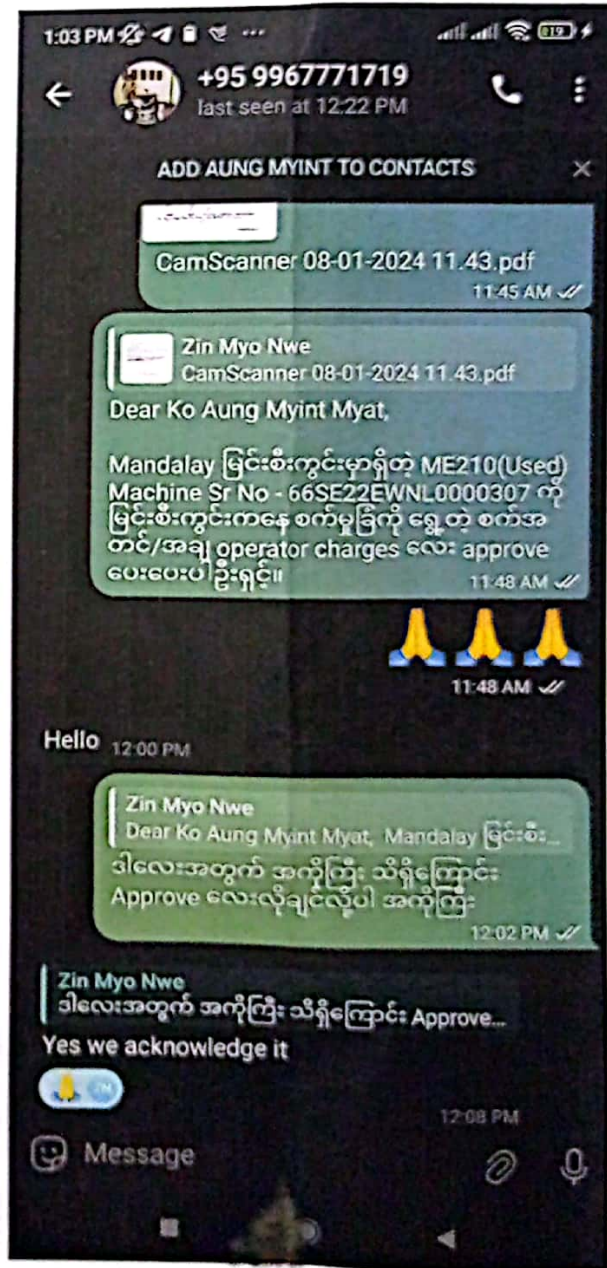 1:03 PM
19
+95 9967771719
last seen at 12:22 PM
ADD AUNG MYINT TO CONTACTS
CamScanner 08-01-2024 11.43.pdf
11:45 AM
Zin Myo Nwe
CamScanner 08-01-2024 11.43.pdf
Dear Ko Aung Myint Myat,
Mandalay မြင်းစီးကွင်းမှာရှိတဲ့ ME210(Used)
Machine Sr No - 66SE22EWNL0000307 ကို
မြင်းစီးကွင်းကနေ စက်မှုခြံကို ရွှေ့တဲ့ စက်အ
တင်/အချ operator charges လေး approve
ပေးပေးပါဦးရှင့်။
11:48 AM
11:48 AM
Hello 12:00 PM
Zin Myo Nwe
Dear Ko Aung Myint Myat, Mandalay မြင်းစီး...
ဒါလေးအတွက် အကိုကြီး သိရှိကြောင်း
Approve လေးလိုချင်လို့ပါ အကိုကြီး
12:02 PM
Zin Myo Nwe
ဒါလေးအတွက် အကိုကြီး သိရှိကြောင်း Approve...
Yes we acknowledge it
12:08 PM
Message